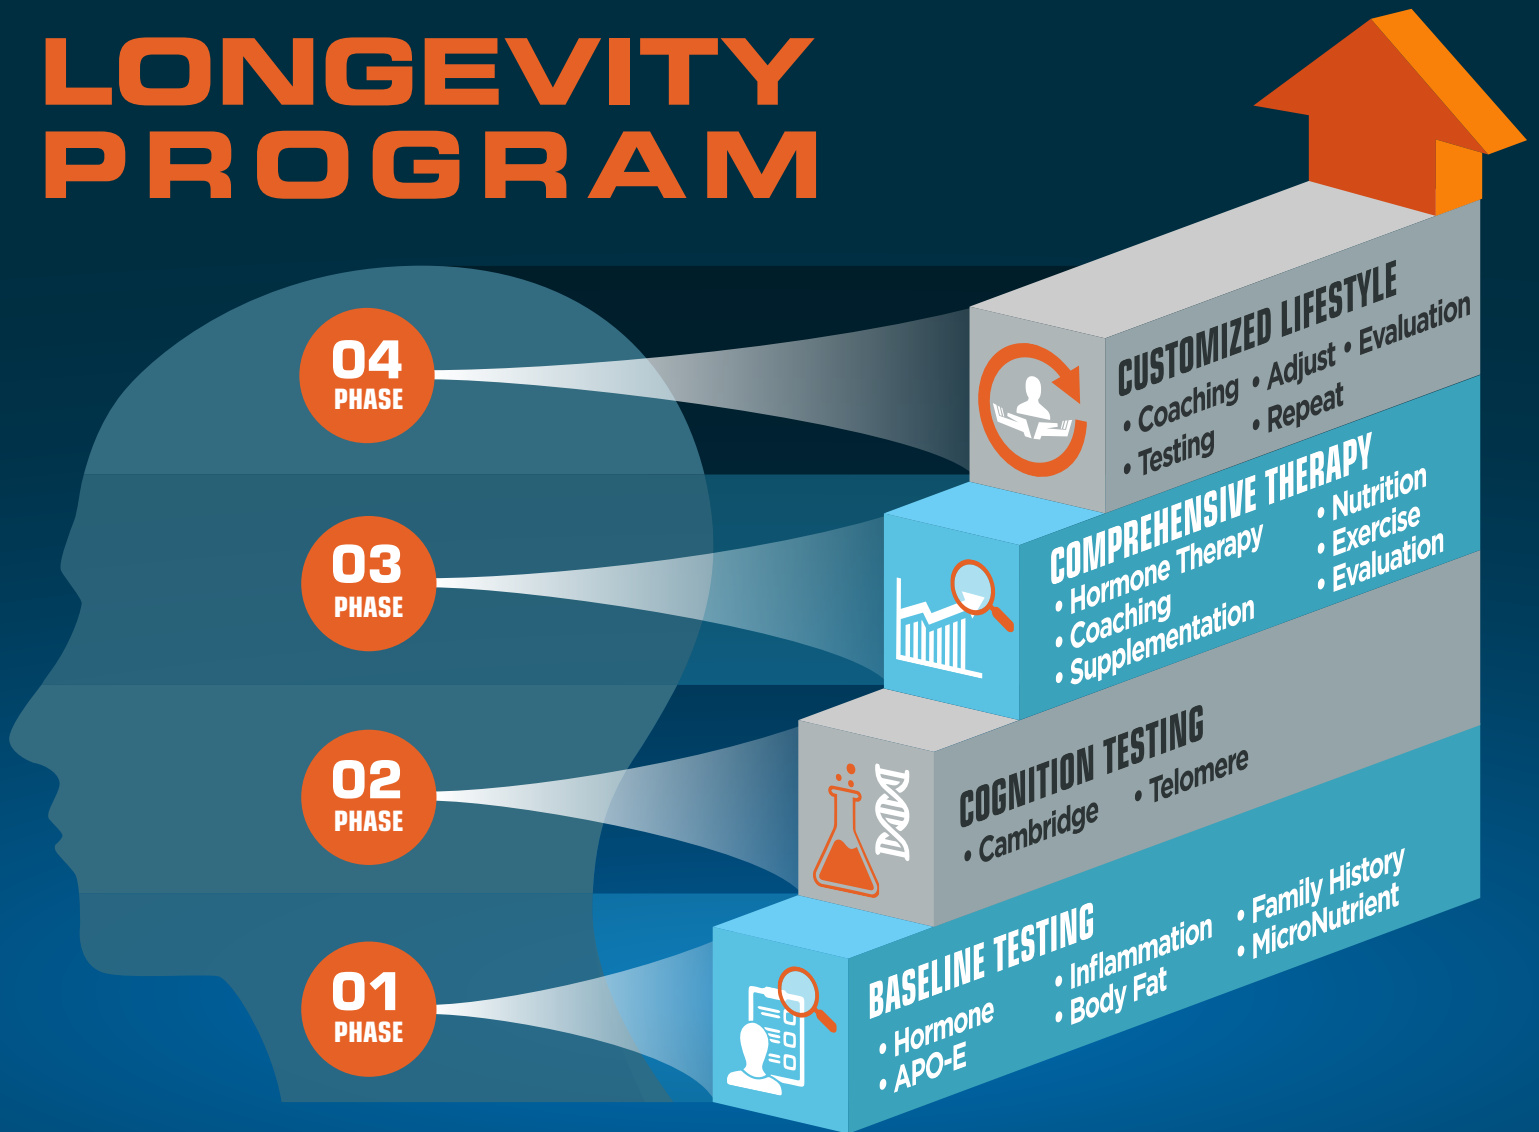 LONGEVITY
PROGRAM
04
PHASE
CUSTOMIZED LIFESTYLE
• Coaching • Adjust • Evaluation
• Testing • Repeat
03
PHASE
COMPREHENSIVE THERAPY
• Hormone Therapy • Nutrition
• Coaching • Exercise
• Supplementation • Evaluation
02
PHASE
COGNITION TESTING
• Cambridge • Telomere
01
PHASE
BASELINE TESTING
• Hormone • Inflammation • Family History
• APO-E • Body Fat • MicroNutrient